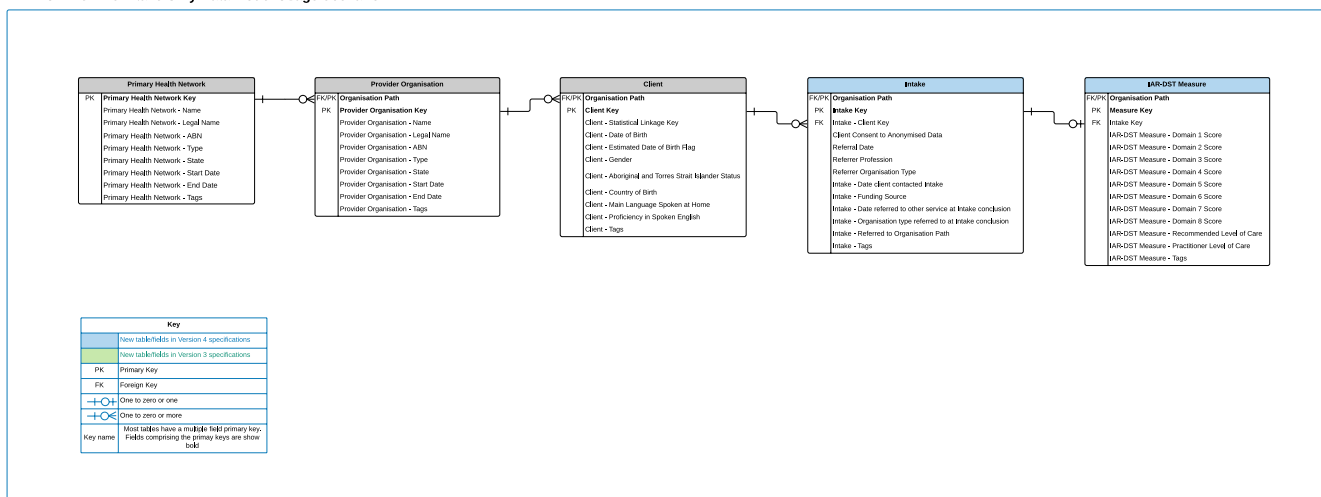 Primary Health Network
PK Primary Health Network Key
Primary Health Network - Name
Primary Health Network - Legal Name
Primary Health Network - ABN
Primary Health Network - Type
Primary Health Network - State
Primary Health Network - Start Date
Primary Health Network - End Date
Primary Health Network - Tags
Provider Organisation
FK/PK Organisation Path
PK Provider Organisation Key
Provider Organisation - Name
Provider Organisation - Legal Name
Provider Organisation - ABN
Provider Organisation - Type
Provider Organisation - State
Provider Organisation - Start Date
Provider Organisation - End Date
Provider Organisation - Tags
Client
FK/PK Organisation Path
PK Client Key
Client - Statistical Linkage Key
Client - Date of Birth
Client - Estimated Date of Birth Flag
Client - Gender
Client - Aboriginal and Torres Strait Islander Status
Client - Country of Birth
Client - Main Language Spoken at Home
Client - Proficiency in Spoken English
Client - Tags
Intake
FK/PK Organisation Path
PK Intake Key
FK Intake - Client Key
Client Consent to Anonymised Data
Referral Date
Referrer Profession
Referrer Organisation Type
Intake - Date client contacted Intake
Intake - Funding Source
Intake - Date referred to other service at Intake conclusion
Intake - Organisation type referred to at Intake conclusion
Intake - Referred to Organisation Path
Intake - Tags
IAR-DST Measure
FK/PK Organisation Path
PK Measure Key
FK Intake Key
IAR-DST Measure - Domain 1 Score
IAR-DST Measure - Domain 2 Score
IAR-DST Measure - Domain 3 Score
IAR-DST Measure - Domain 4 Score
IAR-DST Measure - Domain 5 Score
IAR-DST Measure - Domain 6 Score
IAR-DST Measure - Domain 7 Score
IAR-DST Measure - Domain 8 Score
IAR-DST Measure - Recommended Level of Care
IAR-DST Measure - Practitioner Level of Care
IAR-DST Measure - Tags
Key
New table/fields in Version 4 specifications
New table/fields in Version 3 specifications
PK Primary Key
FK Foreign Key
One to zero or one
One to zero or more
Key name Most tables have a multiple field primary key.
Fields comprising the primay keys are show
bold